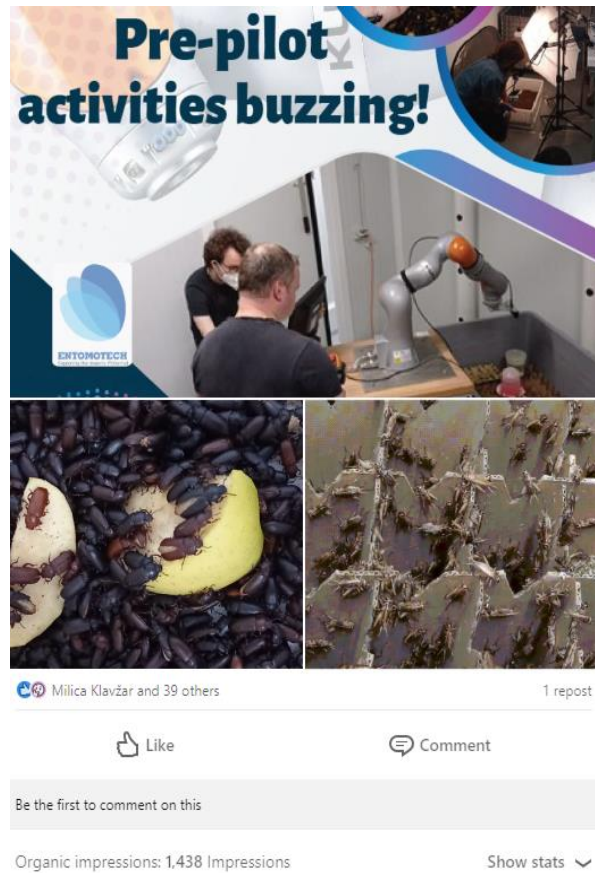 Pre-pilot
activities buzzing!
KU
ENTOMOTECH
Milica Klavžar and 39 others
1 repost
Like
Comment
Be the first to comment on this
Organic impressions: 1,438 Impressions
Show stats